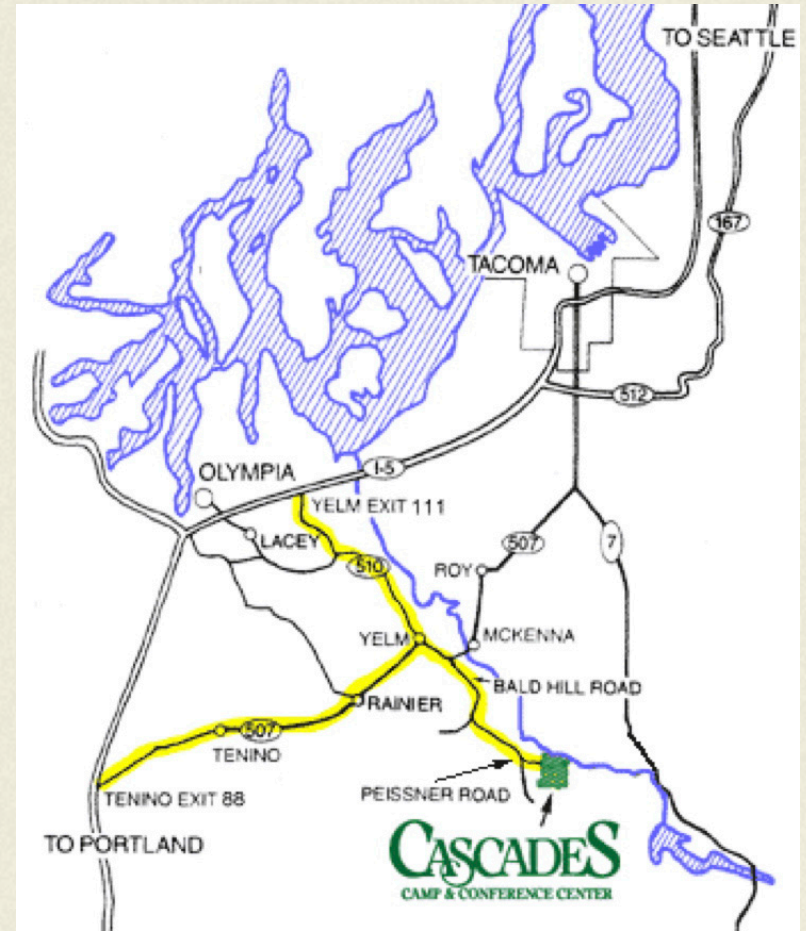 TO SEATTLE
167
TACOMA
512
I-5
OLYMPIA
YELM EXIT 111
LACEY
510
507
7
ROY
YELM
MCKENNA
BALD HILL ROAD
RAINIER
507
TENINO
PEISSNER ROAD
TENINO EXIT 88
TO PORTLAND
CASCADES
CAMP & CONFERENCE CENTER